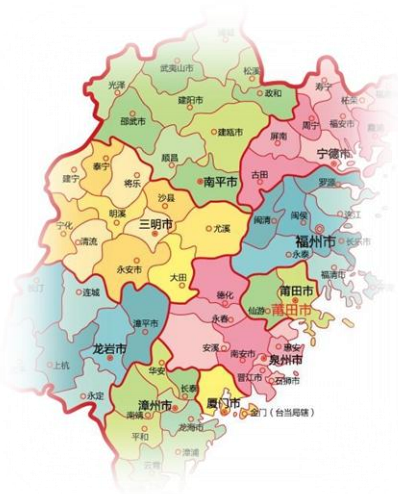 松溪
武夷山市
光泽
政和
寿宁
柘荣
建阳市
邵武市
周宁
福安市
建瓯市
屏南
顺昌
宁德市
泰宁
古田
建宁
将乐
南平市
罗源
沙县
明溪
闽清
闽侯
连江
宁化
三明市
尤溪
清流
福州市
长乐市
永泰
永安市
福清市
大田
连城
莆田市
德化
仙游
莆田市
永春
漳平市
龙岩市
安溪
惠安
南安市
泉州市
上杭
华安
晋江市
石狮市
永定
长泰
漳州市
厦门市
南靖
金门（台当局辖）
龙海市
平和
漳浦
云霄